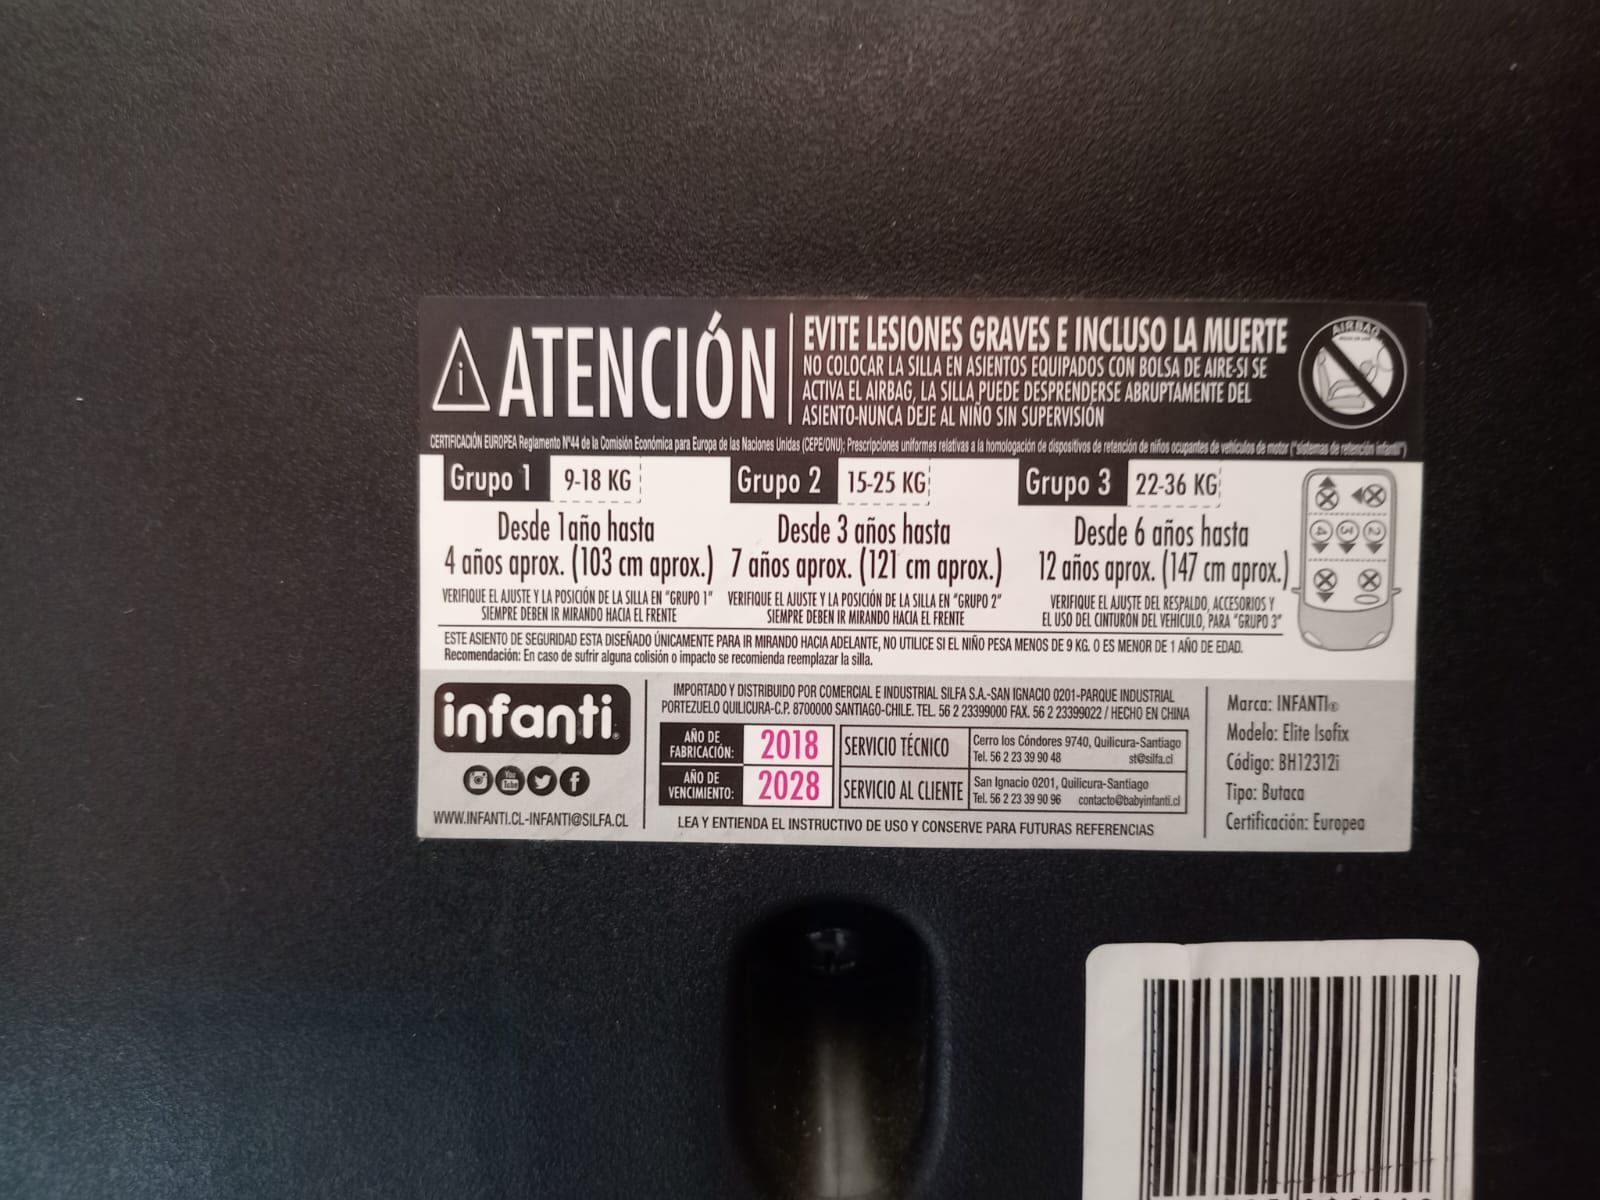 ATENCIÓN
EVITE LESIONES GRAVES E INCLUSO LA MUERTE
NO COLOCAR LA SILLA EN ASIENTOS EQUIPADOS CON BOLSA DE AIRE-SI SE
ACTIVA EL AIRBAG, LA SILLA PUEDE DESPRENDERSE ABRUPTAMENTE DEL
ASIENTO-NUNCA DEJE AL NIÑO SIN SUPERVISIÓN
AIRBAG
CERTIFICACIÓN EUROPEA Reglamento N°44 de la Comisión Económica para Europa de las Naciones Unidas (CEPE/ONU); Prescripciones uniformes relativas a la homologación de dispositivos de retención de niños ocupantes de vehículos de motor ("sistemas de retención infantil")
Grupo 1 9-18 KG
Desde 1año hasta
4 años aprox. (103 cm aprox.)
VERIFIQUE EL AJUSTE Y LA POSICIÓN DE LA SILLA EN "GRUPO 1"
SIEMPRE DEBEN IR MIRANDO HACIA EL FRENTE
Grupo 2 15-25 KG
Desde 3 años hasta
7 años aprox. (121 cm aprox.)
VERIFIQUE EL AJUSTE Y LA POSICIÓN DE LA SILLA EN "GRUPO 2"
SIEMPRE DEBEN IR MIRANDO HACIA EL FRENTE
Grupo 3 22-36 KG
Desde 6 años hasta
12 años aprox. (147 cm aprox.)
VERIFIQUE EL AJUSTE DEL RESPALDO, ACCESORIOS Y
EL USO DEL CINTURON DEL VEHÍCULO, PARA "GRUPO 3"
4 3 2
ESTE ASIENTO DE SEGURIDAD ESTA DISEÑADO ÚNICAMENTE PARA IR MIRANDO HACIA ADELANTE, NO UTILICE SI EL NIÑO PESA MENOS DE 9 KG. O ES MENOR DE 1 AÑO DE EDAD.
Recomendación: En caso de sufrir alguna colisión o impacto se recomienda reemplazar la silla.
infanti®
You Tube
WWW.INFANTI.CL-INFANTI@SILFA.CL
IMPORTADO Y DISTRIBUIDO POR COMERCIAL E INDUSTRIAL SILFA S.A.-SAN IGNACIO 0201-PARQUE INDUSTRIAL
PORTEZUELO QUILICURA-C.P. 8700000 SANTIAGO-CHILE. TEL. 56 2 23399000 FAX. 56 2 23399022 / HECHO EN CHINA
AÑO DE
FABRICACIÓN: 2018
AÑO DE
VENCIMIENTO: 2028
SERVICIO TÉCNICO
Cerro los Cóndores 9740, Quilicura-Santiago
Tel. 56 2 23 39 90 48 st@silfa.cl
SERVICIO AL CLIENTE
San Ignacio 0201, Quilicura-Santiago
Tel. 56 2 23 39 90 96 contacto@babyinfanti.cl
LEA Y ENTIENDA EL INSTRUCTIVO DE USO Y CONSERVE PARA FUTURAS REFERENCIAS
Marca: INFANTI®
Modelo: Elite Isofix
Código: BH12312i
Tipo: Butaca
Certificación: Europea